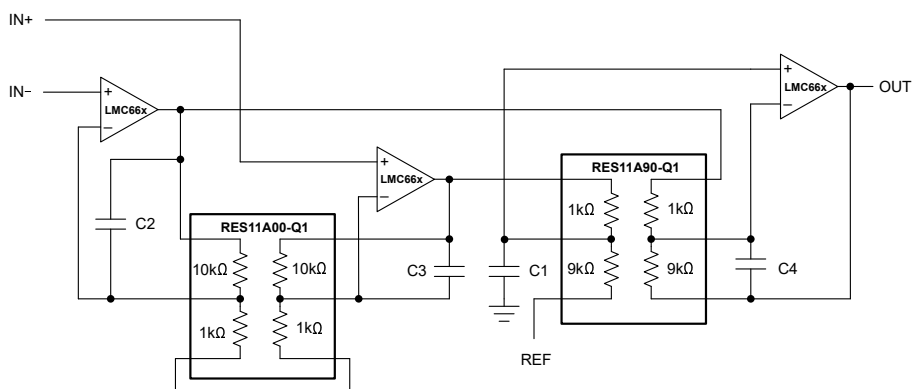 IN+
IN−
LMC66x
LMC66x
LMC66x
OUT
RES11A90-Q1
1kΩ
1kΩ
9kΩ
9kΩ
C2
RES11A00-Q1
10kΩ
10kΩ
1kΩ
1kΩ
C3
C1
C4
REF